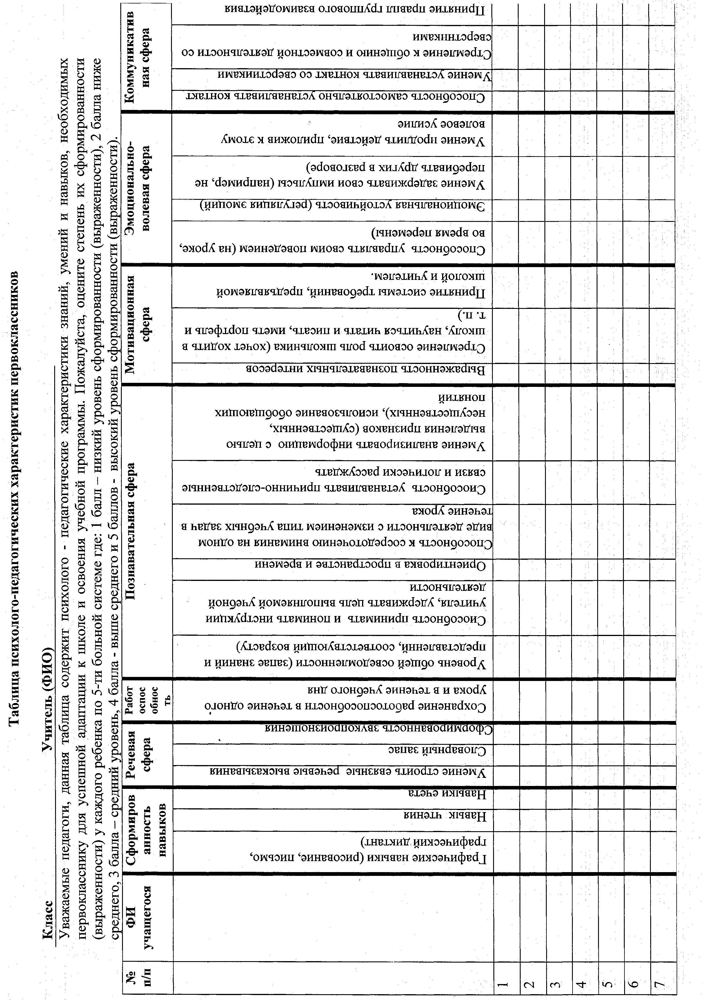 Таблица психолого-педагогических характеристик первоклассников
Класс Учитель (ФИО)
Уважаемые педагоги, данная таблица содержит психолого - педагогические характеристики знаний, умений и навыков, необходимых
первокласснику для успешной адаптации к школе и освоения учебной программы. Пожалуйста, оцените степень их сформированности
(выраженности) у каждого ребенка по 5-ти больной системе где: 1 балл – низкий уровень сформированности (выраженности), 2 балла ниже
среднего, 3 балла – средний уровень, 4 балла - выше среднего и 5 баллов - высокий уровень сформированности (выраженности).
№
п/п
ФИ
учащегося
Сформиров
анность
навыков
Речевая
сфера
Работ
оспос
обнос
ть
Познавательная сфера
Мотивационная
сфера
Эмоционально-
волевая сфера
Коммуникатив
ная сфера
Графические навыки (рисование, письмо,
графический диктант)
Навык чтения
Навыки счета
Умение строить связные речевые высказывания
Словарный запас
Сформированность звукопроизношения
Сохранение работоспособности в течение одного
урока и в течение учебного дня
Уровень общей осведомленности (запас знаний и
представлений, соответствующий возрасту)
Способность принимать и понимать инструкции
учителя, удерживать цель выполняемой учебной
деятельности
Ориентировка в пространстве и времени
Способность к сосредоточению внимания на одном
виде деятельности с изменением типа учебных задач в
течение урока
Способность устанавливать причинно-следственные
связи и логически рассуждать
Умение анализировать информацию с целью
выделения признаков (существенных,
несущественных), использование обобщающих
понятий
Выраженность познавательных интересов
Стремление освоить роль школьника (хочет ходить в
школу, научиться читать и писать, иметь портфель и
т. п.)
Принятие системы требований, предъявляемой
школой и учителем.
Способность управлять своим поведением (на уроке,
во время перемены)
Эмоциональная устойчивость (регуляция эмоций)
Умение задерживать свои импульсы (например, не
перебивать других в разговоре)
Умение продлить действие, приложив к этому
волевое усилие
Способность самостоятельно устанавливать контакт
Умение устанавливать контакт со сверстниками
Стремление к общению и совместной деятельности со
сверстниками
Принятие правил группового взаимодействия
1
2
3
4
5
6
7